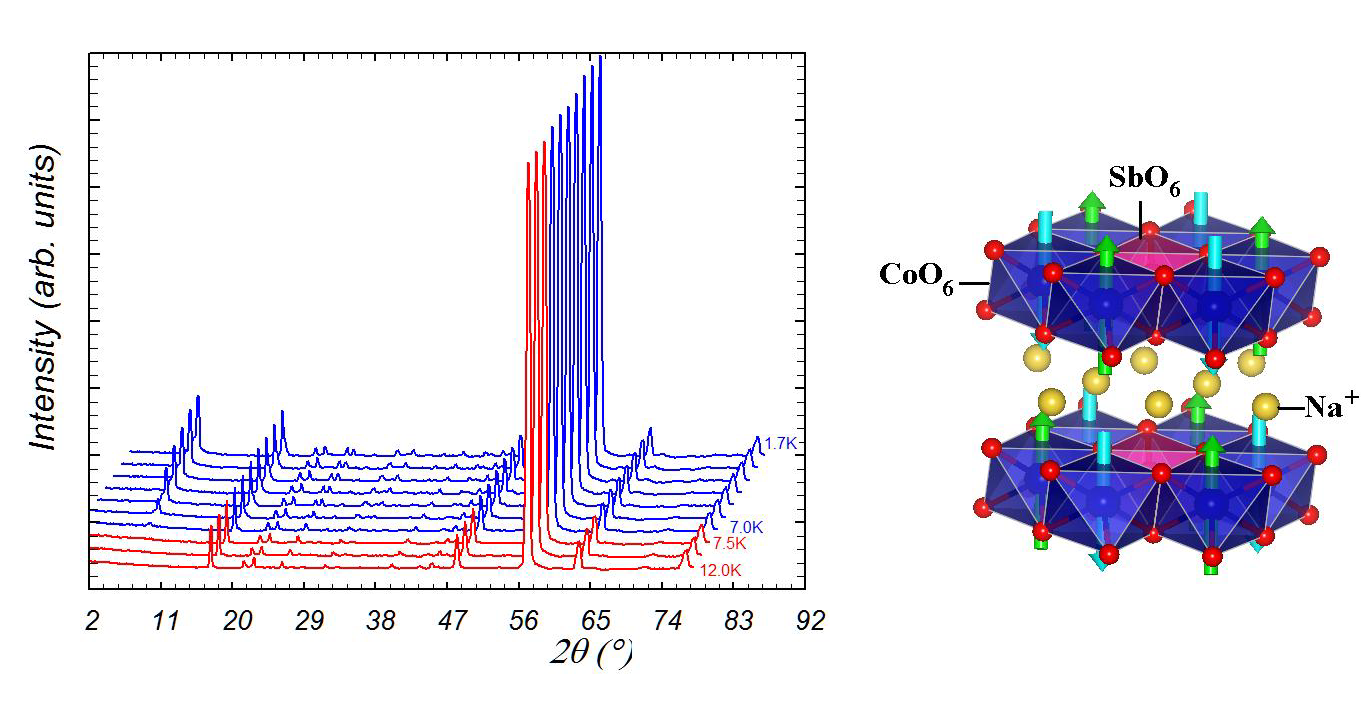 Intensity (arb. units)
1.7K
7.0K
7.5K
12.0K
2 11 20 29 38 47 56 65 74 83 92
2θ (°)
SbO₆
CoO₆
Na⁺